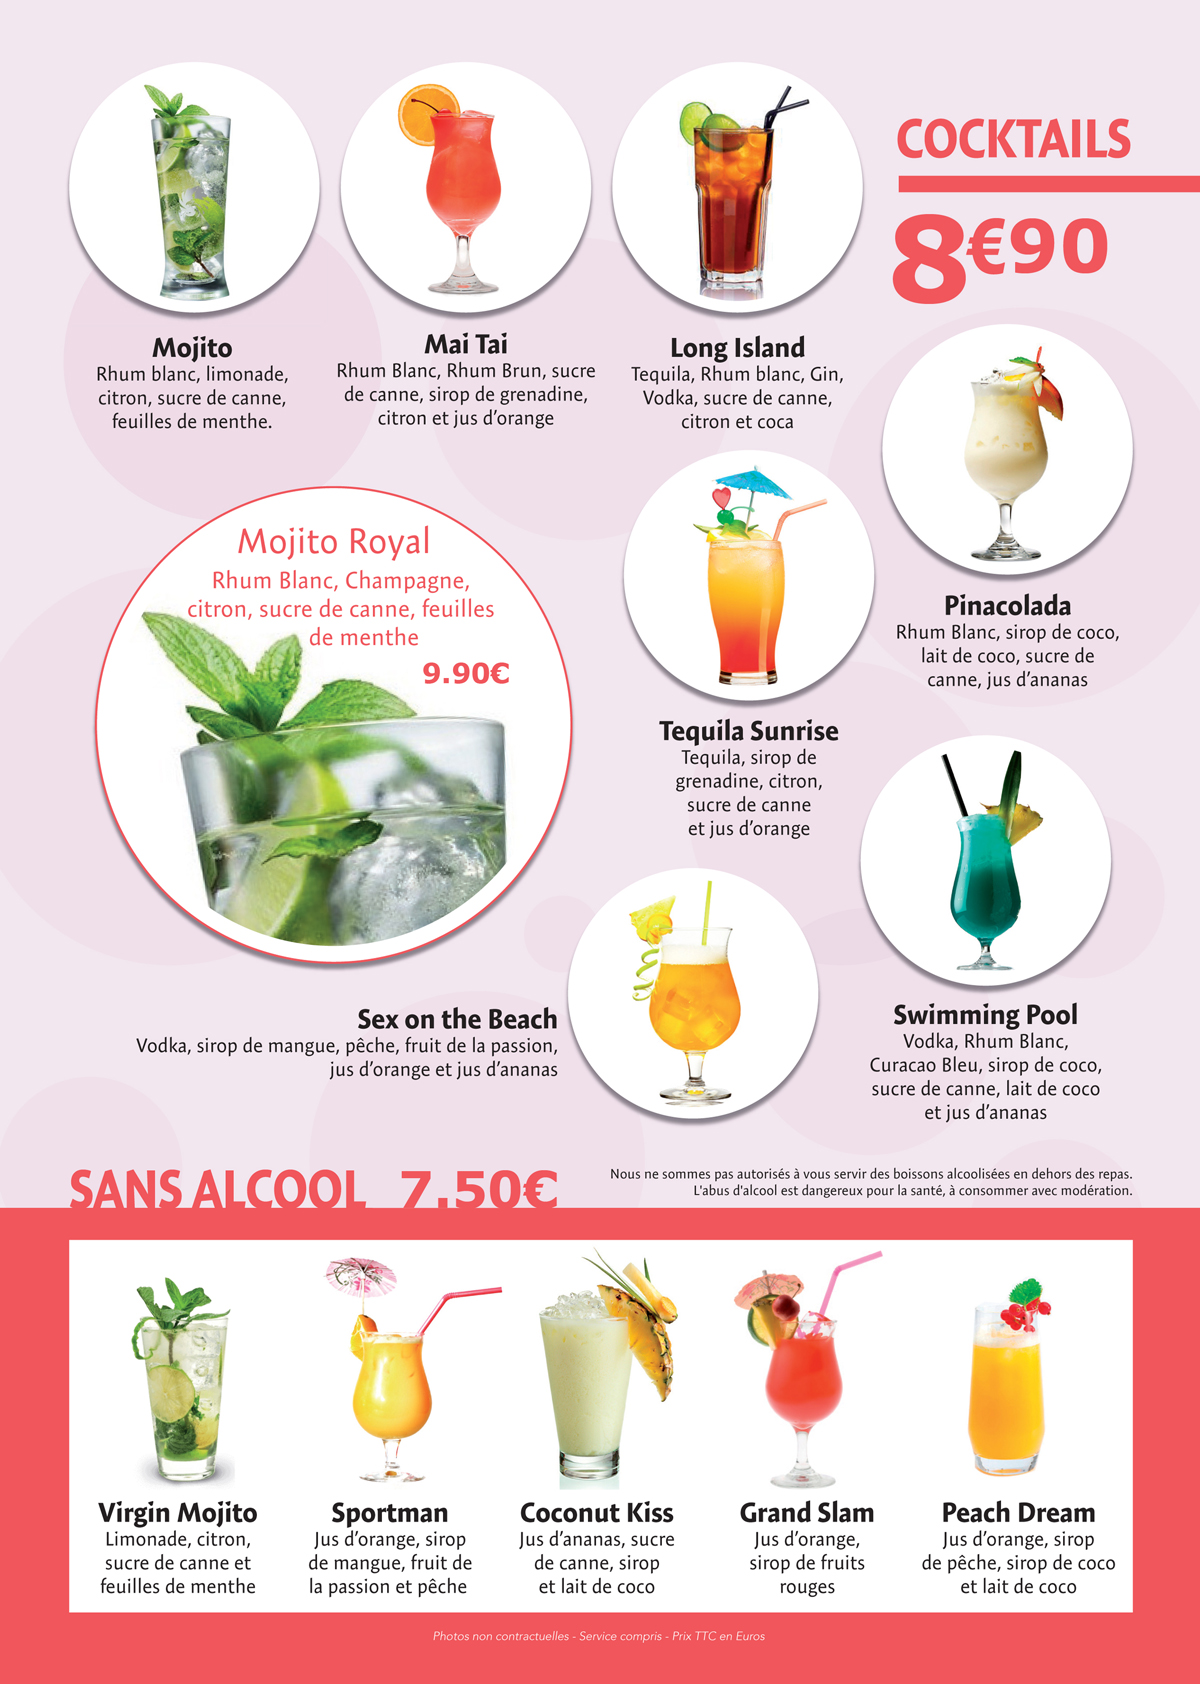 COCKTAILS
8€90
Mojito
Rhum blanc, limonade,
citron, sucre de canne,
feuilles de menthe.
Mai Tai
Rhum Blanc, Rhum Brun, sucre
de canne, sirop de grenadine,
citron et jus d’orange
Long Island
Tequila, Rhum blanc, Gin,
Vodka, sucre de canne,
citron et coca
Pinacolada
Rhum Blanc, sirop de coco,
lait de coco, sucre de
canne, jus d’ananas
Mojito Royal
Rhum Blanc, Champagne,
citron, sucre de canne, feuilles
de menthe
9.90€
Tequila Sunrise
Tequila, sirop de
grenadine, citron,
sucre de canne
et jus d’orange
Sex on the Beach
Vodka, sirop de mangue, pêche, fruit de la passion,
jus d’orange et jus d’ananas
Swimming Pool
Vodka, Rhum Blanc,
Curacao Bleu, sirop de coco,
sucre de canne, lait de coco
et jus d’ananas
SANS ALCOOL 7.50€
Nous ne sommes pas autorisés à vous servir des boissons alcoolisées en dehors des repas.
L'abus d'alcool est dangereux pour la santé, à consommer avec modération.
Virgin Mojito
Limonade, citron,
sucre de canne et
feuilles de menthe
Sportman
Jus d’orange, sirop
de mangue, fruit de
la passion et pêche
Coconut Kiss
Jus d’ananas, sucre
de canne, sirop
et lait de coco
Grand Slam
Jus d’orange,
sirop de fruits
rouges
Peach Dream
Jus d’orange, sirop
de pêche, sirop de coco
et lait de coco
Photos non contractuelles - Service compris - Prix TTC en Euros